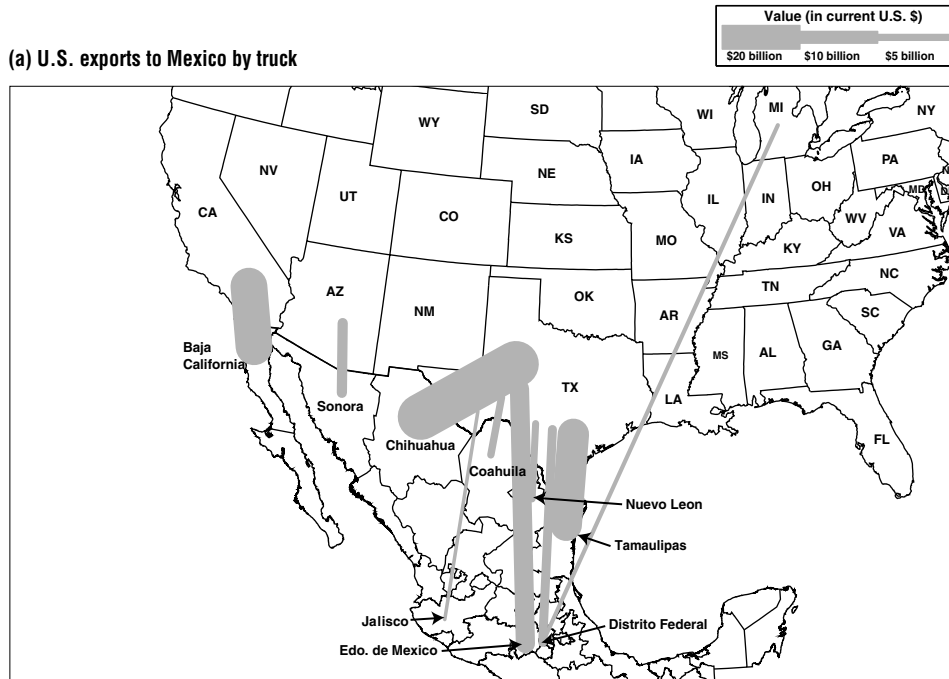 Value (in current U.S. $)
$20 billion $10 billion $5 billion
(a) U.S. exports to Mexico by truck
SD
WI
MI
NY
WY
IA
PA
NE
NV
OH
MD
UT
IL
IN
CO
WV
CA
VA
KS
MO
KY
NC
AZ
TN
OK
NM
AR
SC
Baja
California
MS
AL
GA
TX
LA
Sonora
FL
Chihuahua
Coahuila
Nuevo Leon
Tamaulipas
Jalisco
Distrito Federal
Edo. de Mexico